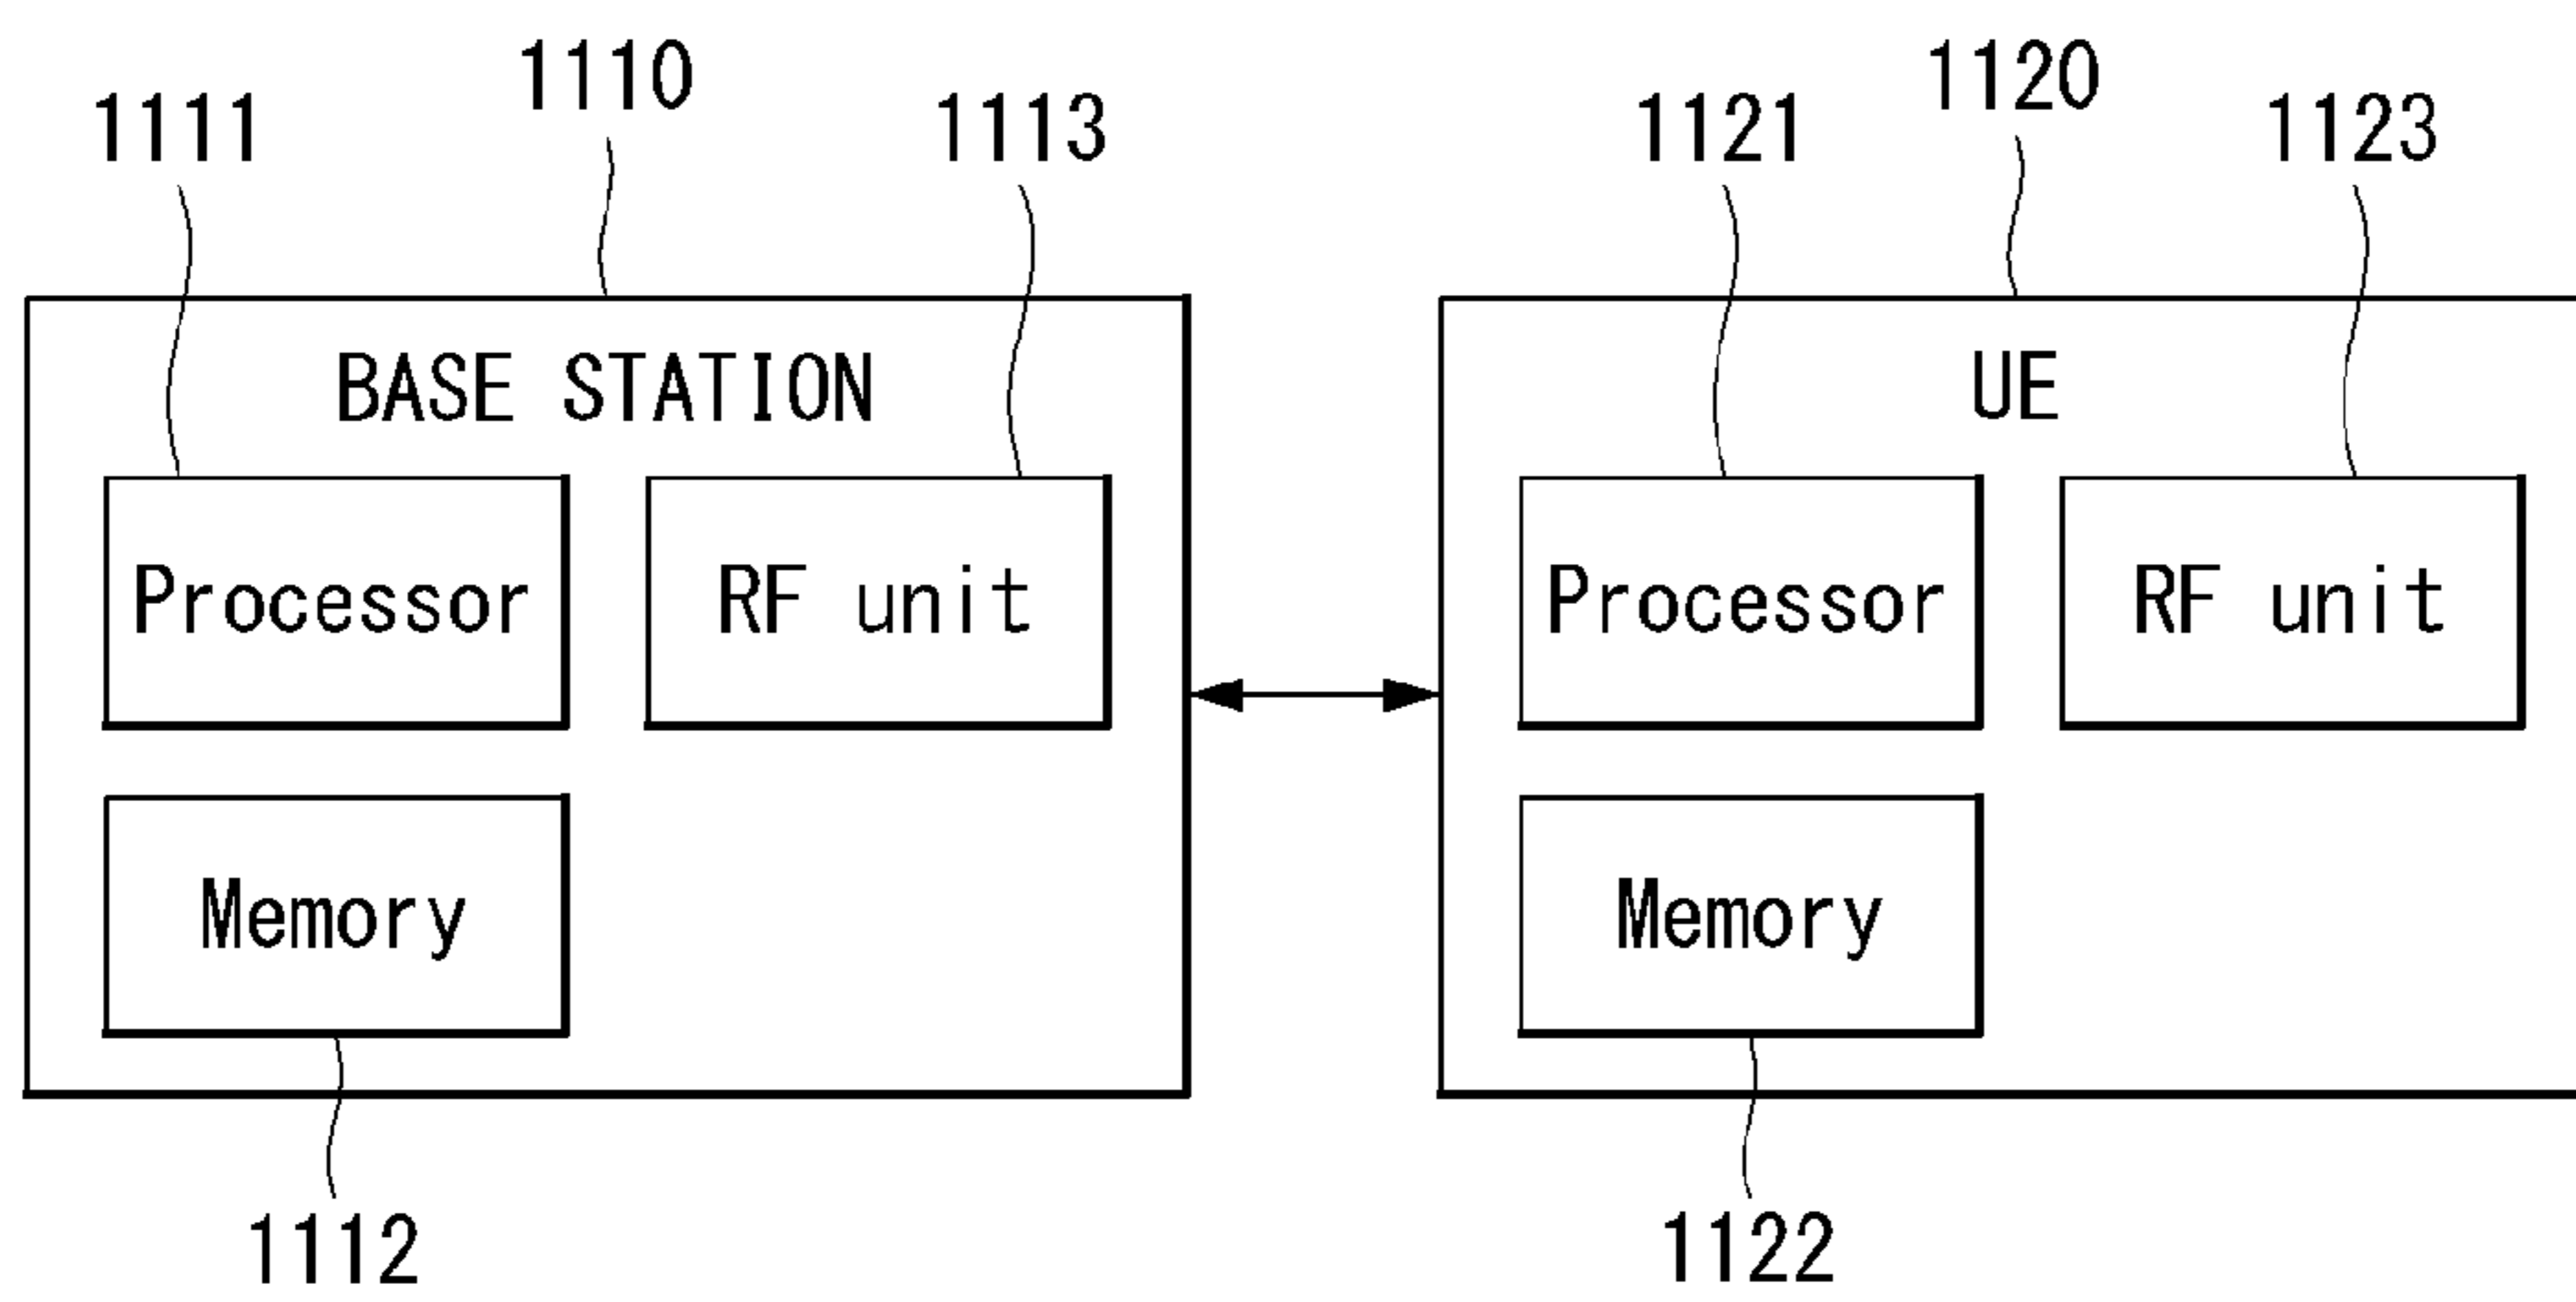 1110
1120
1111
1113
1121
1123
BASE STATION
UE
Processor
RF unit
Processor
RF unit
Memory
Memory
1112
1122